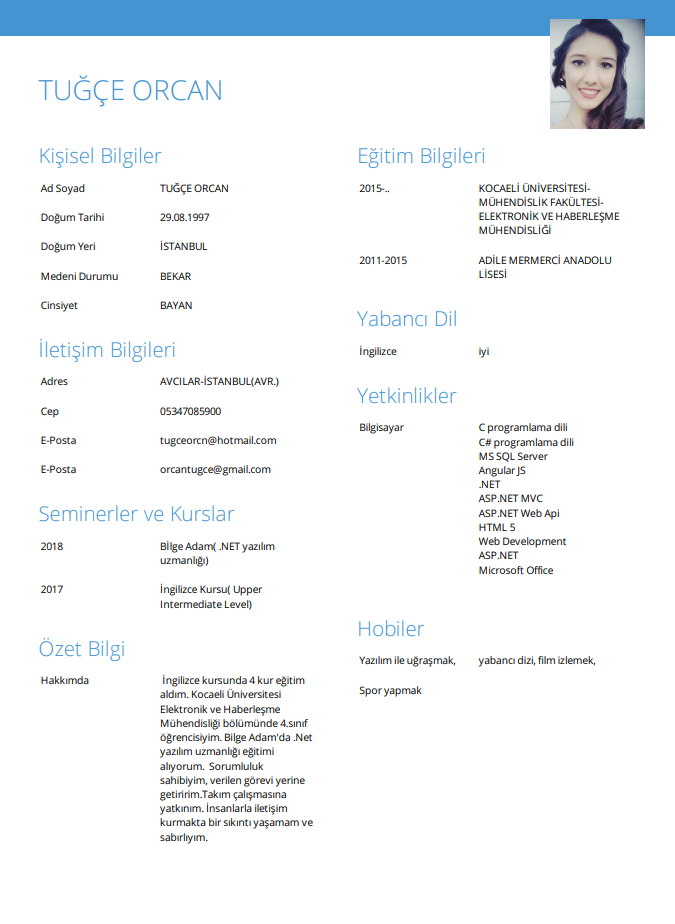 TUĞÇE ORCAN
Kişisel Bilgiler
Ad Soyad TUĞÇE ORCAN
Doğum Tarihi 29.08.1997
Doğum Yeri İSTANBUL
Medeni Durumu BEKAR
Cinsiyet BAYAN
İletişim Bilgileri
Adres AVCILAR-İSTANBUL(AVR.)
Cep 05347085900
E-Posta tugceorcn@hotmail.com
E-Posta orcantugce@gmail.com
Seminerler ve Kurslar
2018 Bİlge Adam( .NET yazılım
uzmanlığı)
2017 İngilizce Kursu( Upper
Intermediate Level)
Özet Bilgi
Hakkımda İngilizce kursunda 4 kur eğitim
aldım. Kocaeli Üniversitesi
Elektronik ve Haberleşme
Mühendisliği bölümünde 4.sınıf
öğrencisiyim. Bilge Adam'da .Net
yazılım uzmanlığı eğitimi
alıyorum. Sorumluluk
sahibiyim, verilen görevi yerine
getiririm.Takım çalışmasına
yatkınım. İnsanlarla iletişim
kurmakta bir sıkıntı yaşamam ve
sabırlıyım.
Eğitim Bilgileri
2015-.. KOCAELİ ÜNİVERSİTESİ-
MÜHENDİSLİK FAKÜLTESİ-
ELEKTRONİK VE HABERLEŞME
MÜHENDİSLİĞİ
2011-2015 ADİLE MERMERCİ ANADOLU
LİSESİ
Yabancı Dil
İngilizce iyi
Yetkinlikler
Bilgisayar C programlama dili
C# programlama dili
MS SQL Server
Angular JS
.NET
ASP.NET MVC
ASP.NET Web Api
HTML 5
Web Development
ASP.NET
Microsoft Office
Hobiler
Yazılım ile uğraşmak, yabancı dizi, film izlemek,
Spor yapmak